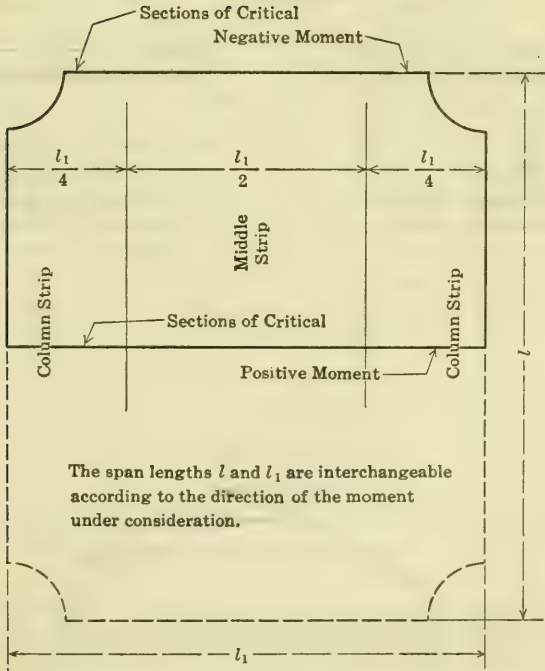 Sections of Critical
Negative Moment
l₁/4
l₁/2
l₁/4
Column Strip
Middle
Strip
Column Strip
Sections of Critical
Positive Moment
l
The span lengths l and l₁ are interchangeable
according to the direction of the moment
under consideration.
l₁